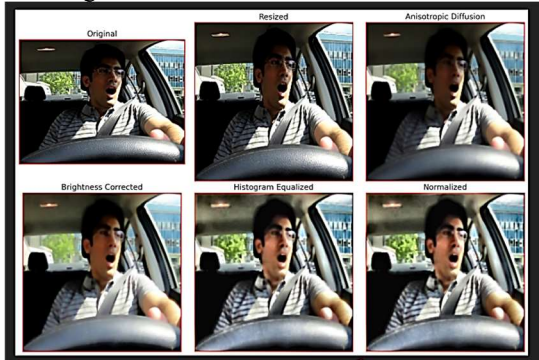 Original
Resized
Anisotropic Diffusion
Brightness Corrected
Histogram Equalized
Normalized